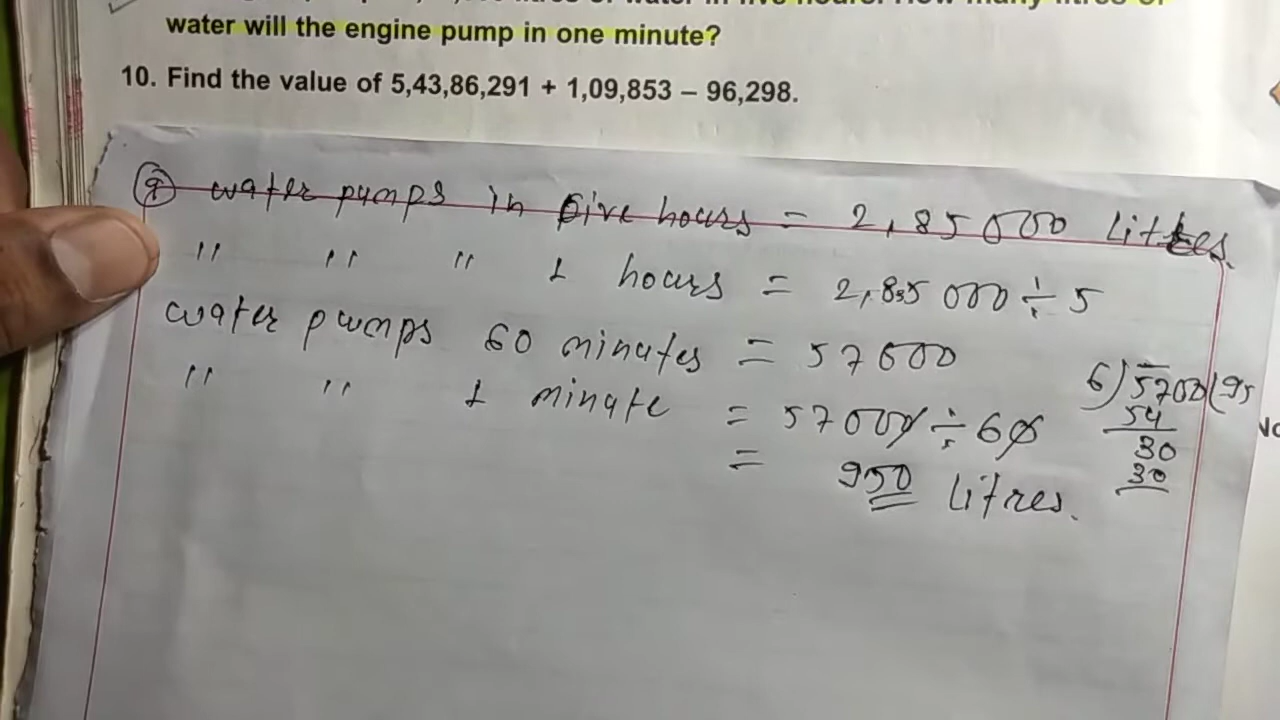 water will the engine pump in one minute?
10. Find the value of 5,43,86,291 + 1,09,853 – 96,298.
9 water pumps in five hours = 2,85000 Litres.
" " " 1 hours = 2,85000 ÷ 5
water pumps 60 minutes = 57000
" " 1 minute = 57000 ÷ 60
= 950 litres.
6)5700(95
54
30
30